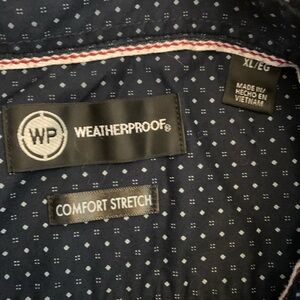 WP
WEATHERPROOF®
COMFORT STRETCH
XL/EG
MADE IN/
HECHO EN
VIETNAM